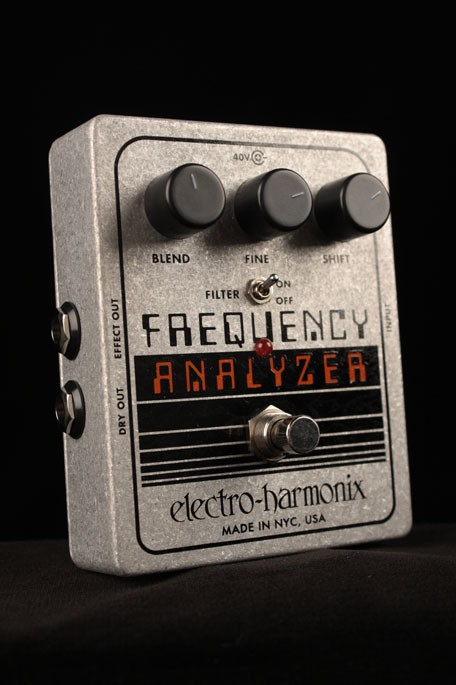 40V
BLEND FINE SHIFT
FILTER ON
OFF
EFFECT OUT
INPUT
FREQUENCY
ANALYZER
DRY OUT
electro-harmonix
MADE IN NYC, USA